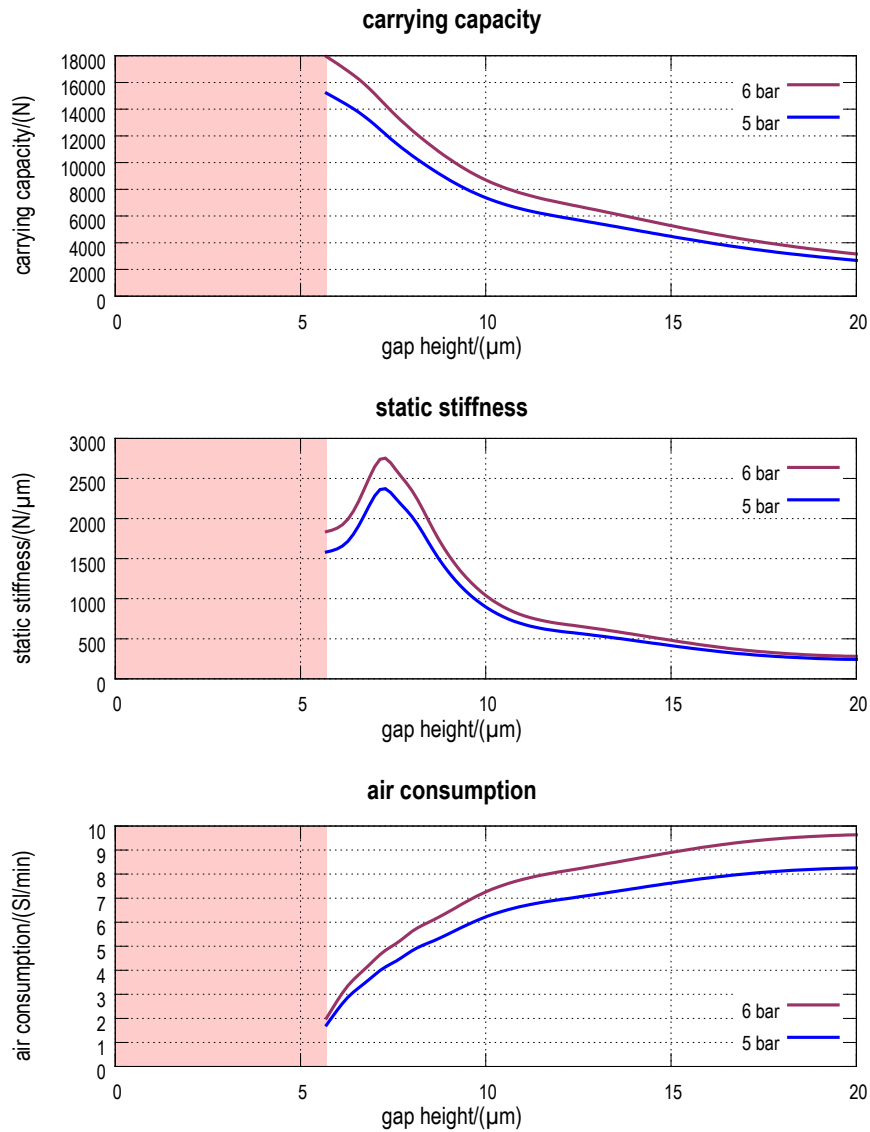 carrying capacity
carrying capacity/(N)
18000
16000
14000
12000
10000
8000
6000
4000
2000
0
6 bar
5 bar
0 5 10 15 20
gap height/(µm)
static stiffness
static stiffness/(N/µm)
3000
2500
2000
1500
1000
500
0
6 bar
5 bar
0 5 10 15 20
gap height/(µm)
air consumption
air consumption/(Sl/min)
10
9
8
7
6
5
4
3
2
1
0
6 bar
5 bar
0 5 10 15 20
gap height/(µm)